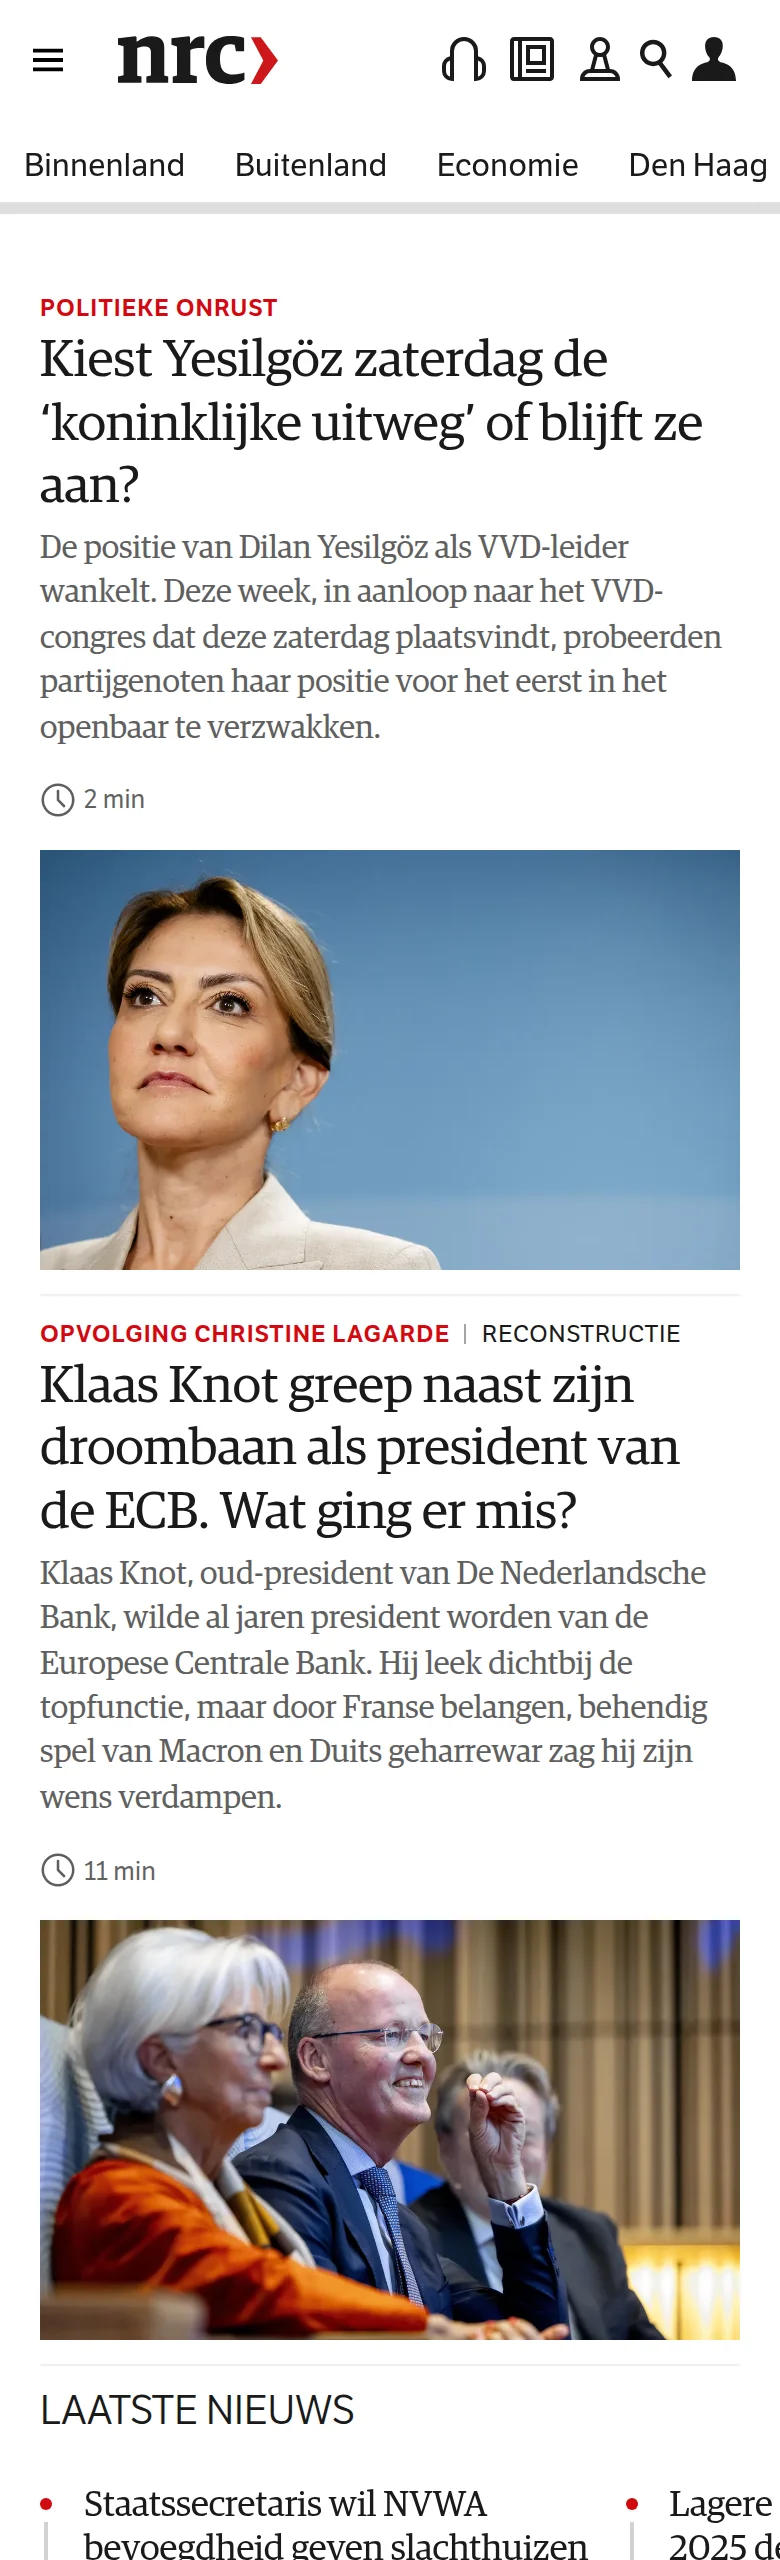 nrc
Binnenland Buitenland Economie Den Haag
POLITIEKE ONRUST
Kiest Yesilgöz zaterdag de
‘koninklijke uitweg’ of blijft ze
aan?
De positie van Dilan Yesilgöz als VVD-leider
wankelt. Deze week, in aanloop naar het VVD-
congres dat deze zaterdag plaatsvindt, probeerden
partijgenoten haar positie voor het eerst in het
openbaar te verzwakken.
2 min
OPVOLGING CHRISTINE LAGARDE | RECONSTRUCTIE
Klaas Knot greep naast zijn
droombaan als president van
de ECB. Wat ging er mis?
Klaas Knot, oud-president van De Nederlandsche
Bank, wilde al jaren president worden van de
Europese Centrale Bank. Hij leek dichtbij de
topfunctie, maar door Franse belangen, behendig
spel van Macron en Duits geharrewar zag hij zijn
wens verdampen.
11 min
LAATSTE NIEUWS
Staatssecretaris wil NVWA
bevoegdheid geven slachthuizen
Lagere
2025 de